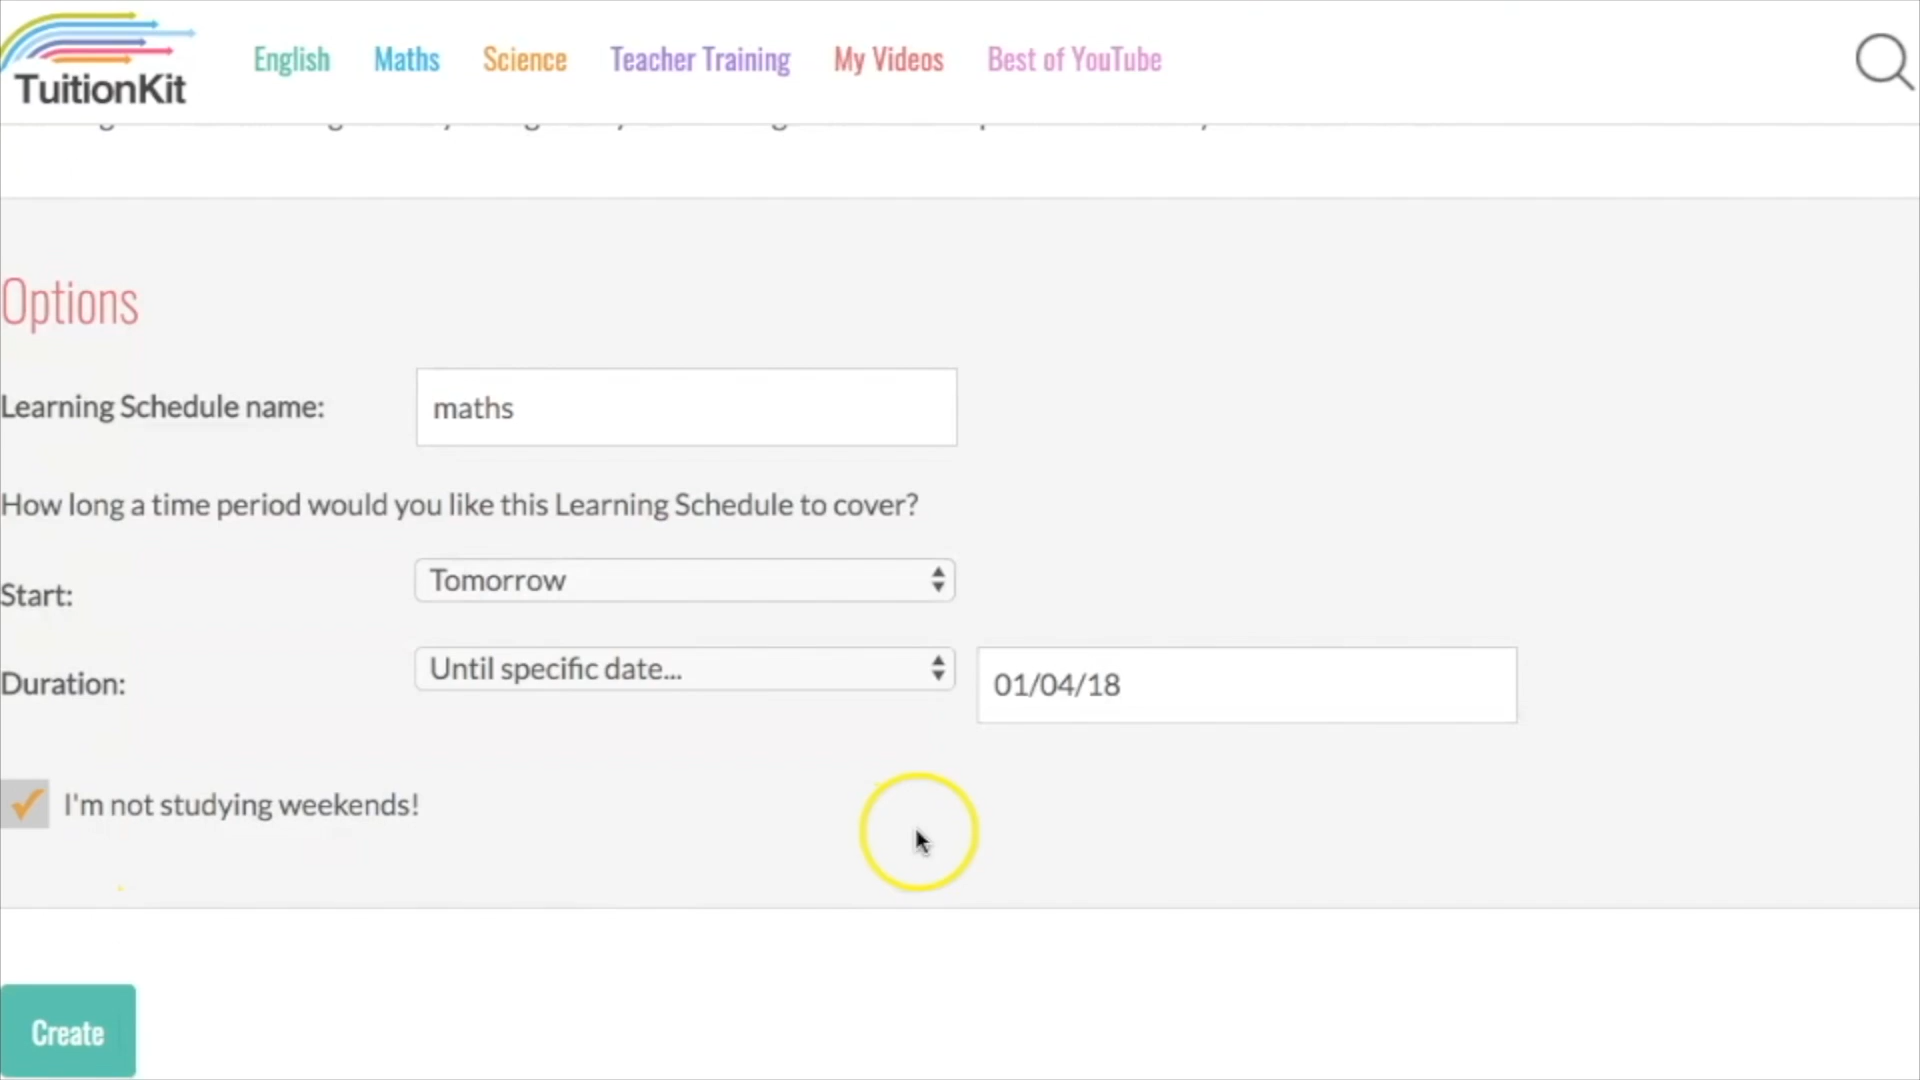 TuitionKit
English Maths Science Teacher Training My Videos Best of YouTube
Options
Learning Schedule name: maths
How long a time period would you like this Learning Schedule to cover?
Start: Tomorrow
Duration: Until specific date... 01/04/18
I'm not studying weekends!
Create